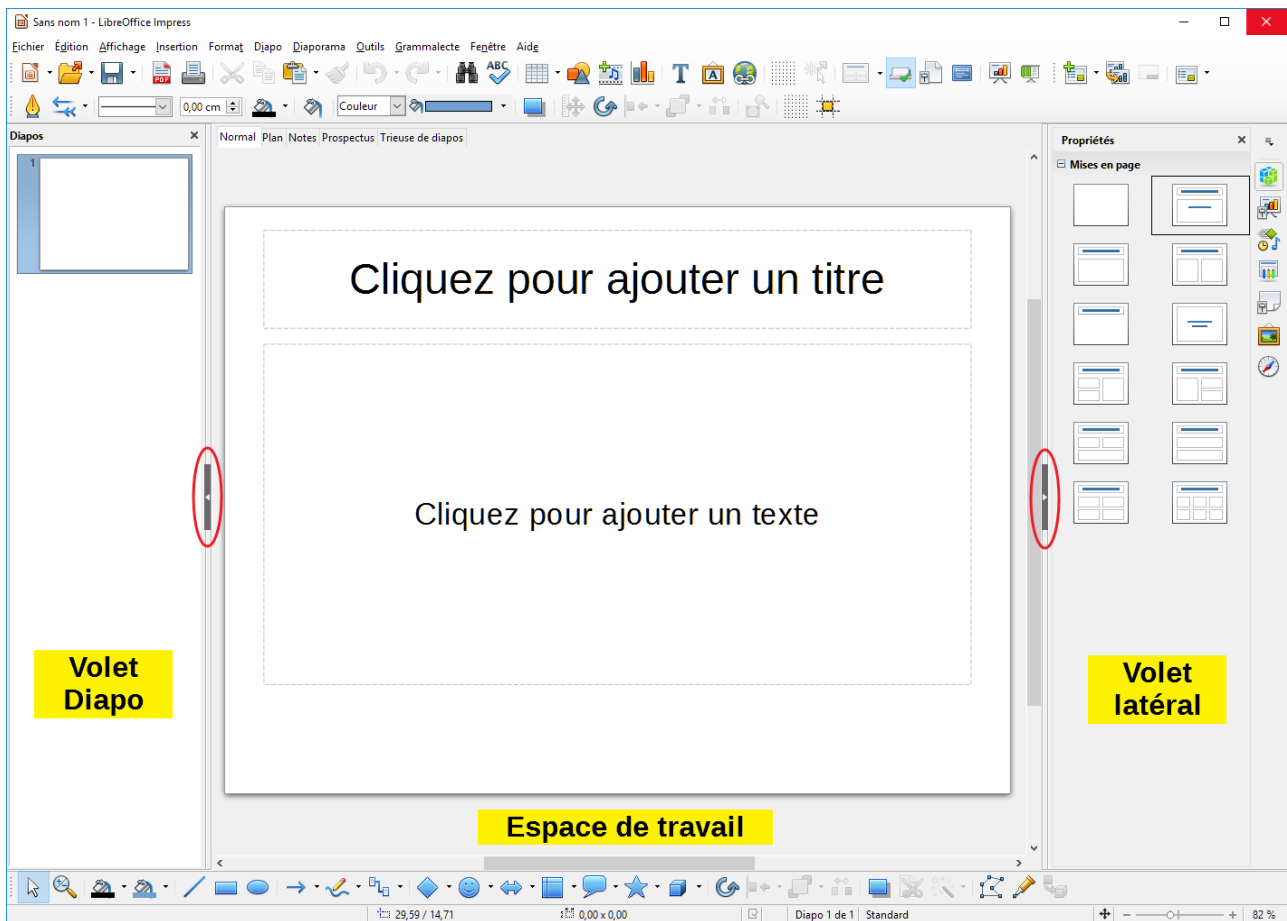 Sans nom 1 - LibreOffice Impress
Fichier Édition Affichage Insertion Format Diapo Diaporama Outils Grammalecte Fenêtre Aide
PDF
ABC
T
A
0,00 cm
Couleur
Diapos
Normal Plan Notes Prospectus Trieuse de diapos
Propriétés
Mises en page
1
Cliquez pour ajouter un titre
Cliquez pour ajouter un texte
Volet
Diapo
Volet
latéral
Espace de travail
29,59 / 14,71
0,00 x 0,00
Diapo 1 de 1
Standard
82 %